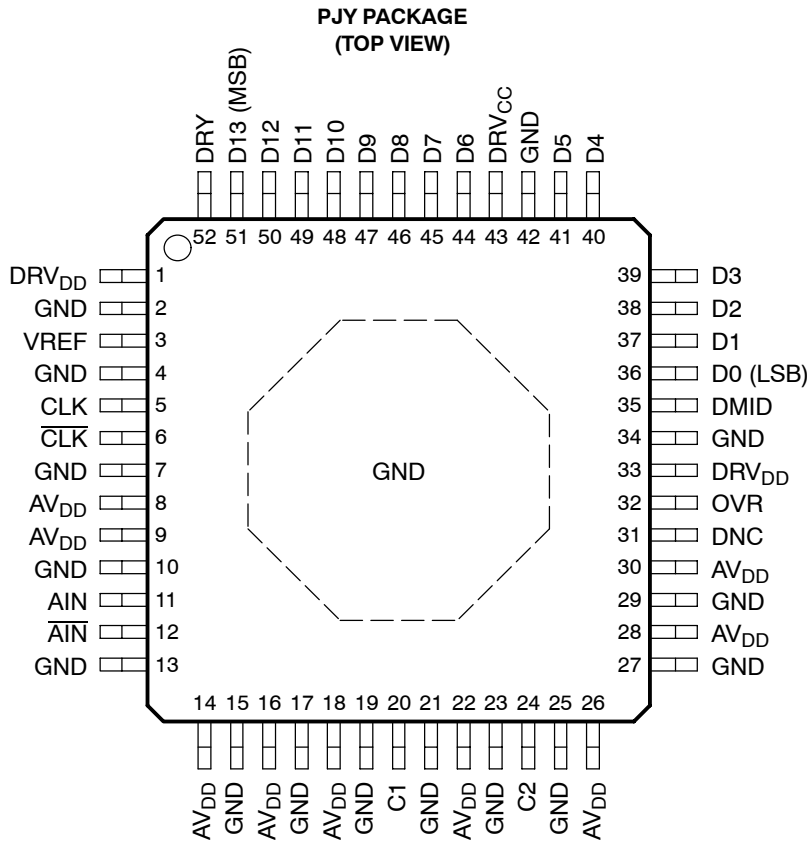 PJY PACKAGE
(TOP VIEW)
DRY
D13 (MSB)
D12
D11
D10
D9
D8
D7
D6
DRVCC
GND
D5
D4
52 51 50 49 48 47 46 45 44 43 42 41 40
DRVDD 1
GND 2
VREF 3
GND 4
CLK 5
CLK 6
GND 7
AVDD 8
AVDD 9
GND 10
AIN 11
AIN 12
GND 13
GND
39 D3
38 D2
37 D1
36 D0 (LSB)
35 DMID
34 GND
33 DRVDD
32 OVR
31 DNC
30 AVDD
29 GND
28 AVDD
27 GND
14 15 16 17 18 19 20 21 22 23 24 25 26
AVDD
GND
AVDD
GND
AVDD
GND
C1
GND
AVDD
GND
C2
GND
AVDD